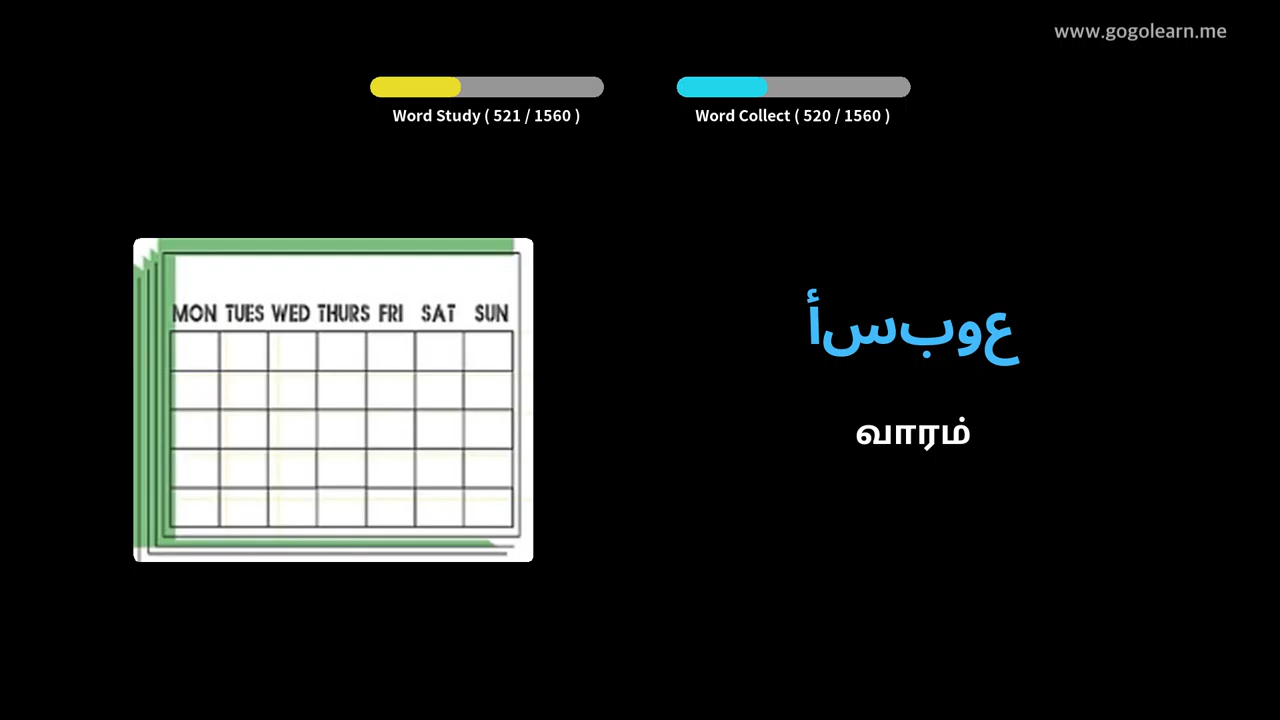 www.gogolearn.me
Word Study ( 521 / 1560 )
Word Collect ( 520 / 1560 )
MON TUES WED THURS FRI SAT SUN
عوبسأ
வாரம்